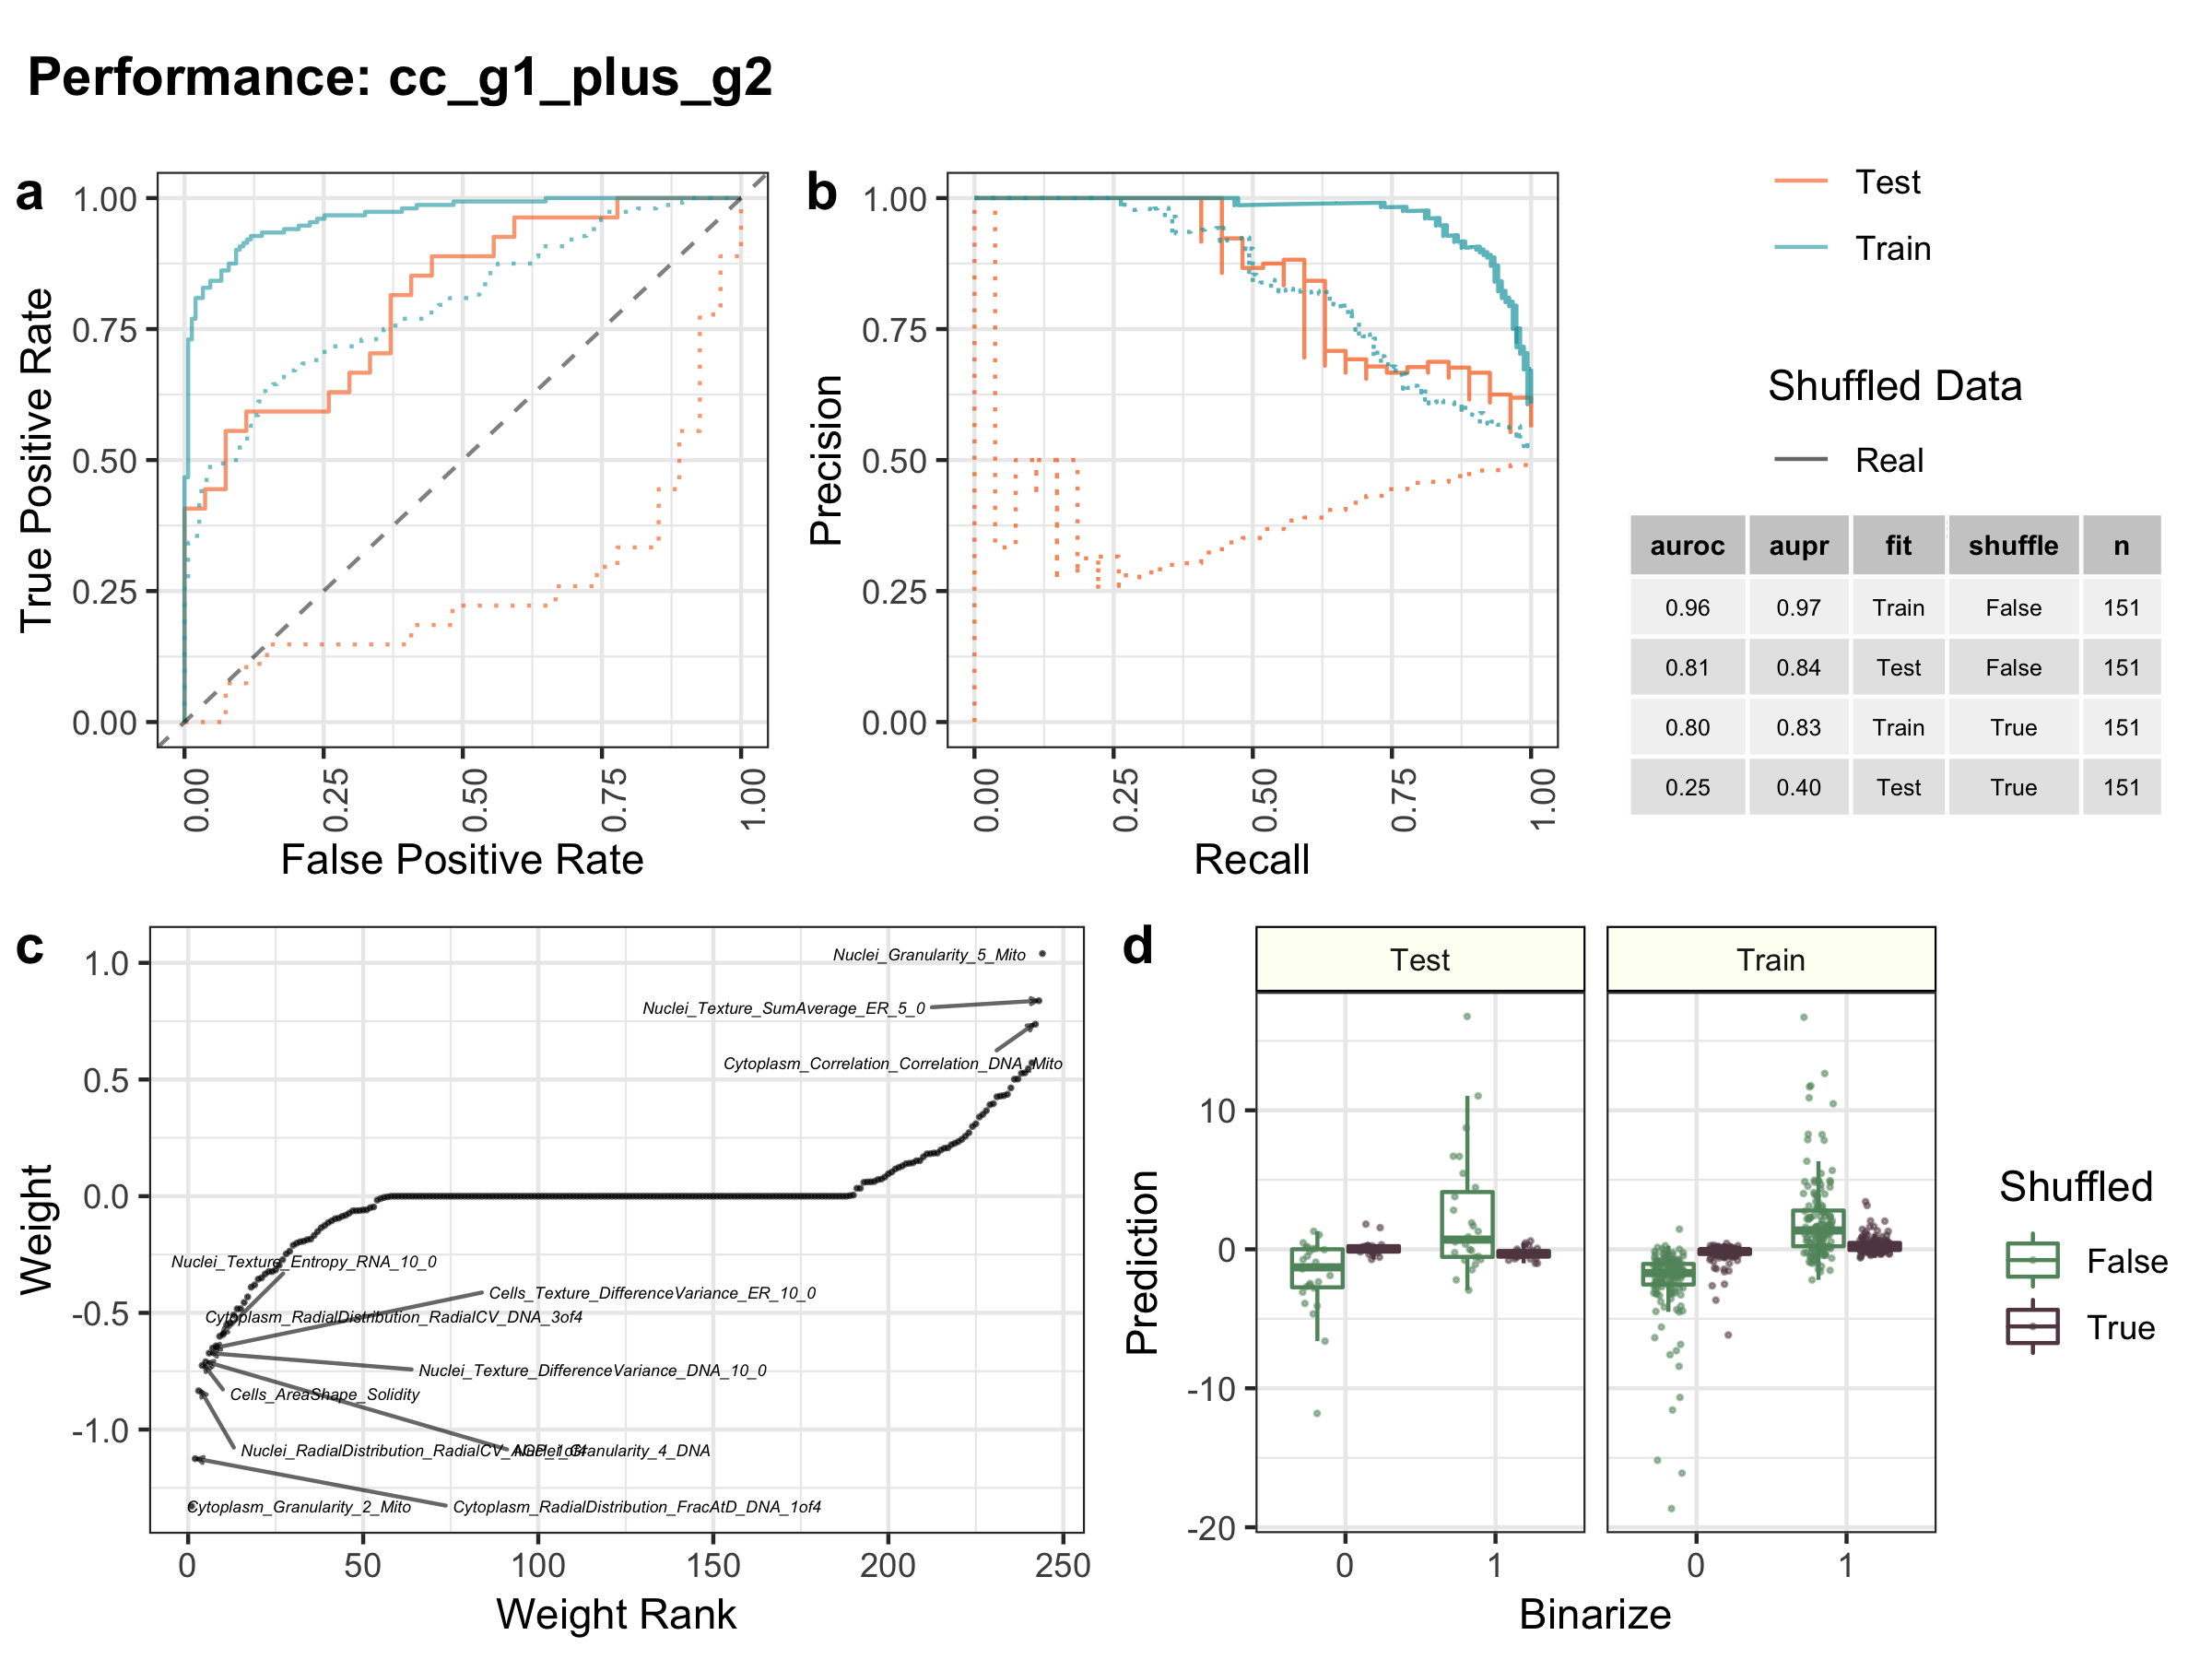 Performance: cc_g1_plus_g2
a
1.00
0.75
0.50
0.25
0.00
True Positive Rate
0.00
0.25
0.50
0.75
1.00
False Positive Rate
b
1.00
0.75
0.50
0.25
0.00
Precision
0.00
0.25
0.50
0.75
1.00
Recall
Test
Train
Shuffled Data
Real
auroc aupr fit shuffle n
0.96 0.97 Train False 151
0.81 0.84 Test False 151
0.80 0.83 Train True 151
0.25 0.40 Test True 151
c
1.0
0.5
0.0
-0.5
-1.0
Weight
Nuclei_Granularity_5_Mito
Nuclei_Texture_SumAverage_ER_5_0
Cytoplasm_Correlation_Correlation_DNA_Mito
Nuclei_Texture_Entropy_RNA_10_0
Cells_Texture_DifferenceVariance_ER_10_0
Cytoplasm_RadialDistribution_RadialCV_DNA_3of4
Nuclei_Texture_DifferenceVariance_DNA_10_0
Cells_AreaShape_Solidity
Nuclei_RadialDistribution_RadialCV_AGP_1of4
Nuclei_Granularity_4_DNA
Cytoplasm_Granularity_2_Mito
Cytoplasm_RadialDistribution_FracAtD_DNA_1of4
0
50
100
150
200
250
Weight Rank
d
Test
Train
10
0
-10
-20
Prediction
0
1
0
1
Binarize
Shuffled
False
True